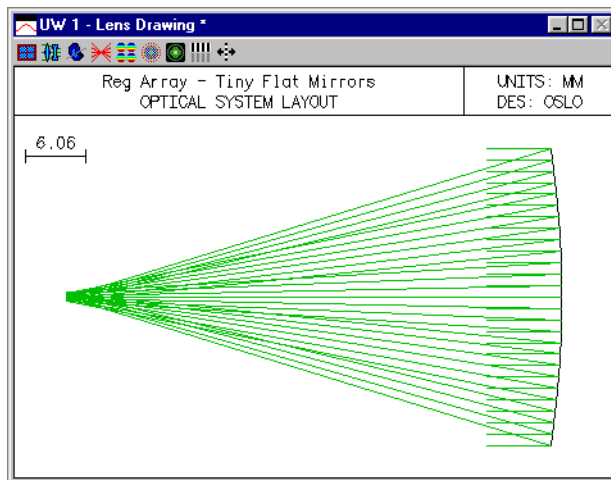 UW 1 - Lens Drawing *
Reg Array - Tiny Flat Mirrors
OPTICAL SYSTEM LAYOUT
UNITS: MM
DES: OSLO
6.06